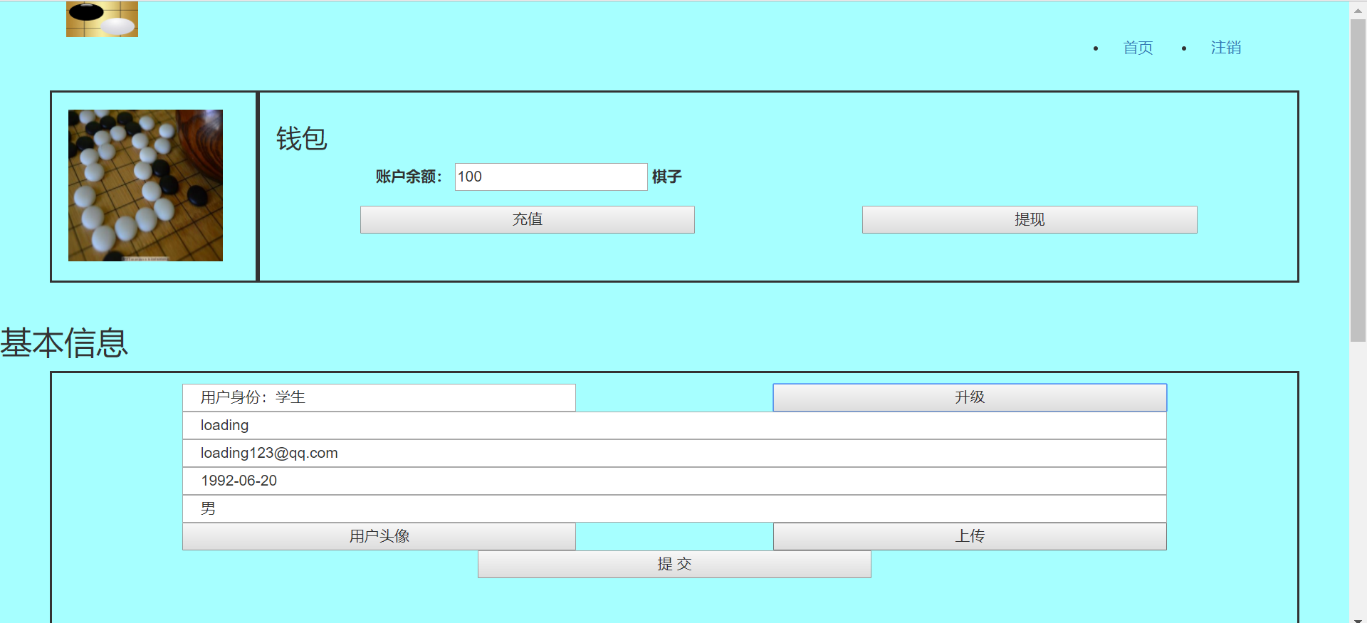 首页 注销
钱包
账户余额： 100 棋子
充值 提现
基本信息
用户身份：学生 升级
loading
loading123@qq.com
1992-06-20
男
用户头像 上传
提 交